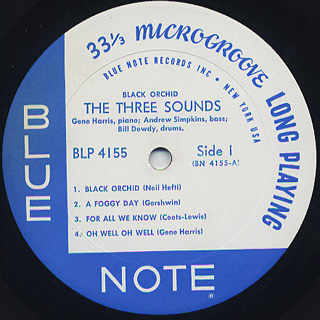 33⅓ MICROGROOVE LONG PLAYING
BLUE NOTE RECORDS INC • NEW YORK USA
BLACK ORCHID
THE THREE SOUNDS
Gene Harris, piano; Andrew Simpkins, bass;
Bill Dowdy, drums.
BLP 4155 Side 1
(BN 4155-A)
1. BLACK ORCHID (Neil Hefti)
2. A FOGGY DAY (Gershwin)
3. FOR ALL WE KNOW (Coots-Lewis)
4. OH WELL OH WELL (Gene Harris)
BLUE
NOTE
®